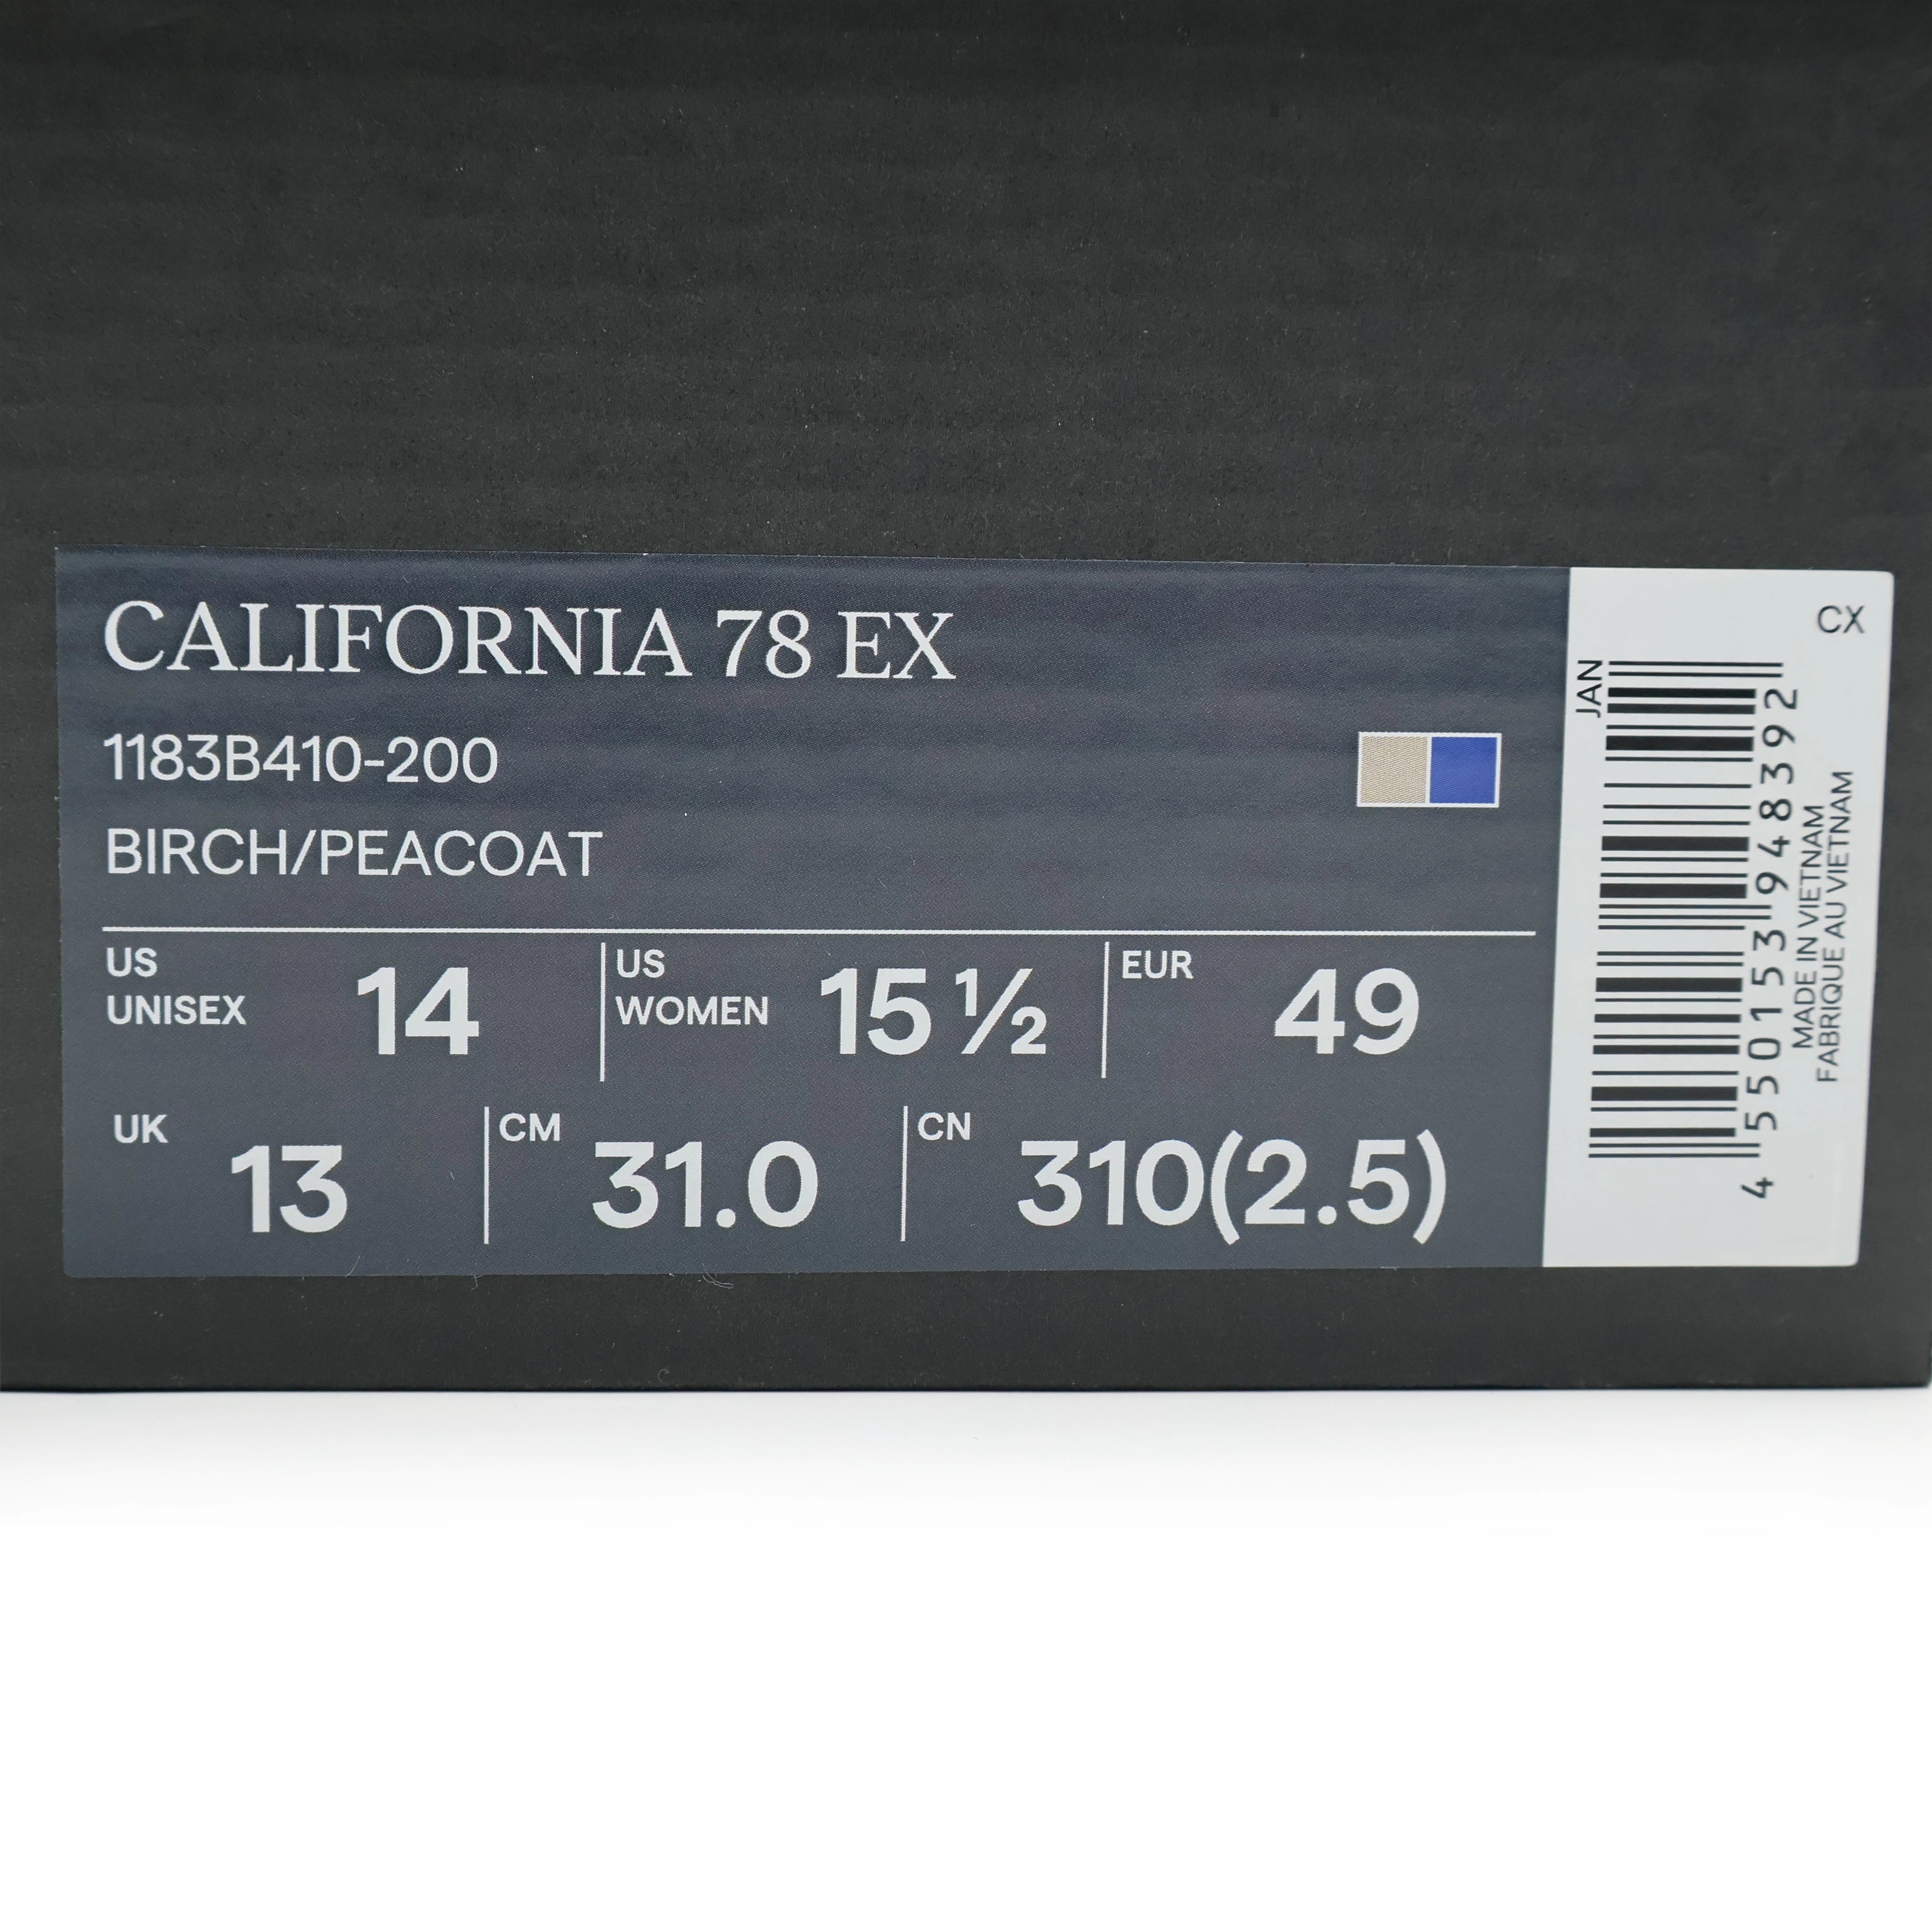 CALIFORNIA 78 EX
1183B410-200
BIRCH/PEACOAT
US UNISEX 14
US WOMEN 15 ½
EUR 49
UK 13
CM 31.0
CN 310(2.5)
CX
JAN
4 550153 948392
MADE IN VIETNAM
FABRIQUE AU VIETNAM